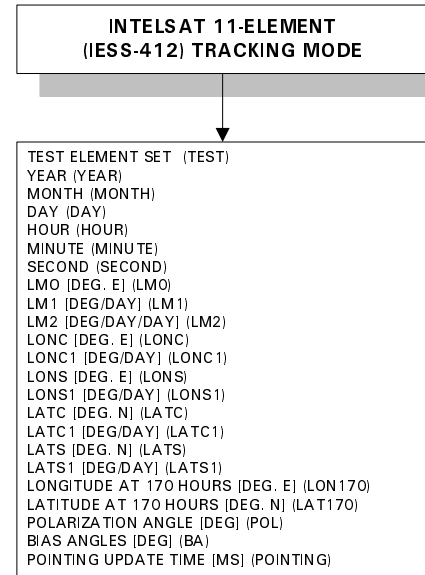 INTELSAT 11-ELEMENT
(IESS-412) TRACKING MODE
TEST ELEMENT SET (TEST)
YEAR (YEAR)
MONTH (MONTH)
DAY (DAY)
HOUR (HOUR)
MINUTE (MINUTE)
SECOND (SECOND)
LMO [DEG. E] (LMO)
LM1 [DEG/DAY] (LM1)
LM2 [DEG/DAY/DAY] (LM2)
LONC [DEG. E] (LONC)
LONC1 [DEG/DAY] (LONC1)
LONS [DEG. E] (LONS)
LONS1 [DEG/DAY] (LONS1)
LATC [DEG. N] (LATC)
LATC1 [DEG/DAY] (LATC1)
LATS [DEG. N] (LATS)
LATS1 [DEG/DAY] (LATS1)
LONGITUDE AT 170 HOURS [DEG. E] (LON170)
LATITUDE AT 170 HOURS [DEG. N] (LAT170)
POLARIZATION ANGLE [DEG] (POL)
BIAS ANGLES [DEG] (BA)
POINTING UPDATE TIME [MS] (POINTING)